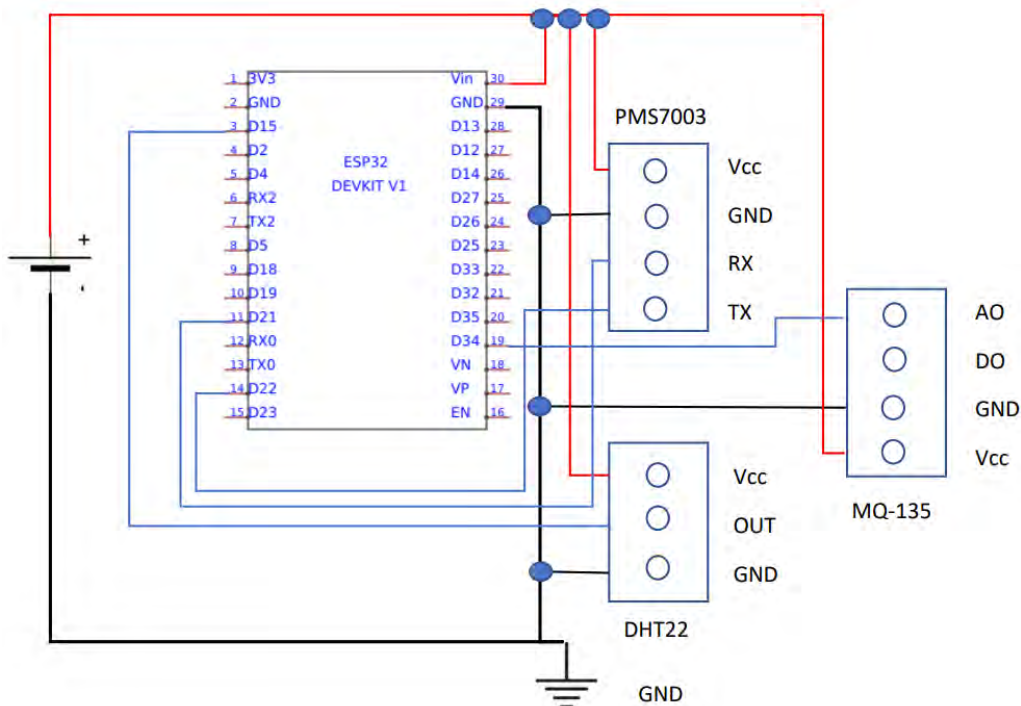 +
-
ESP32
DEVKIT V1
1 3V3
2 GND
3 D15
4 D2
5 D4
6 RX2
7 TX2
8 D5
9 D18
10 D19
11 D21
12 RX0
13 TX0
14 D22
15 D23
Vin 30
GND 29
D13 28
D12 27
D14 26
D27 25
D26 24
D25 23
D33 22
D32 21
D35 20
D34 19
VN 18
VP 17
EN 16
PMS7003
Vcc
GND
RX
TX
AO
DO
GND
Vcc
MQ-135
Vcc
OUT
GND
DHT22
GND